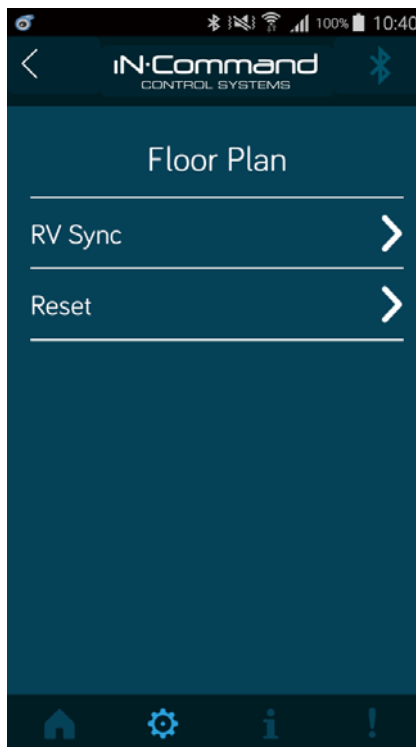 100% 10:40
iN·Command
CONTROL SYSTEMS
Floor Plan
RV Sync
Reset